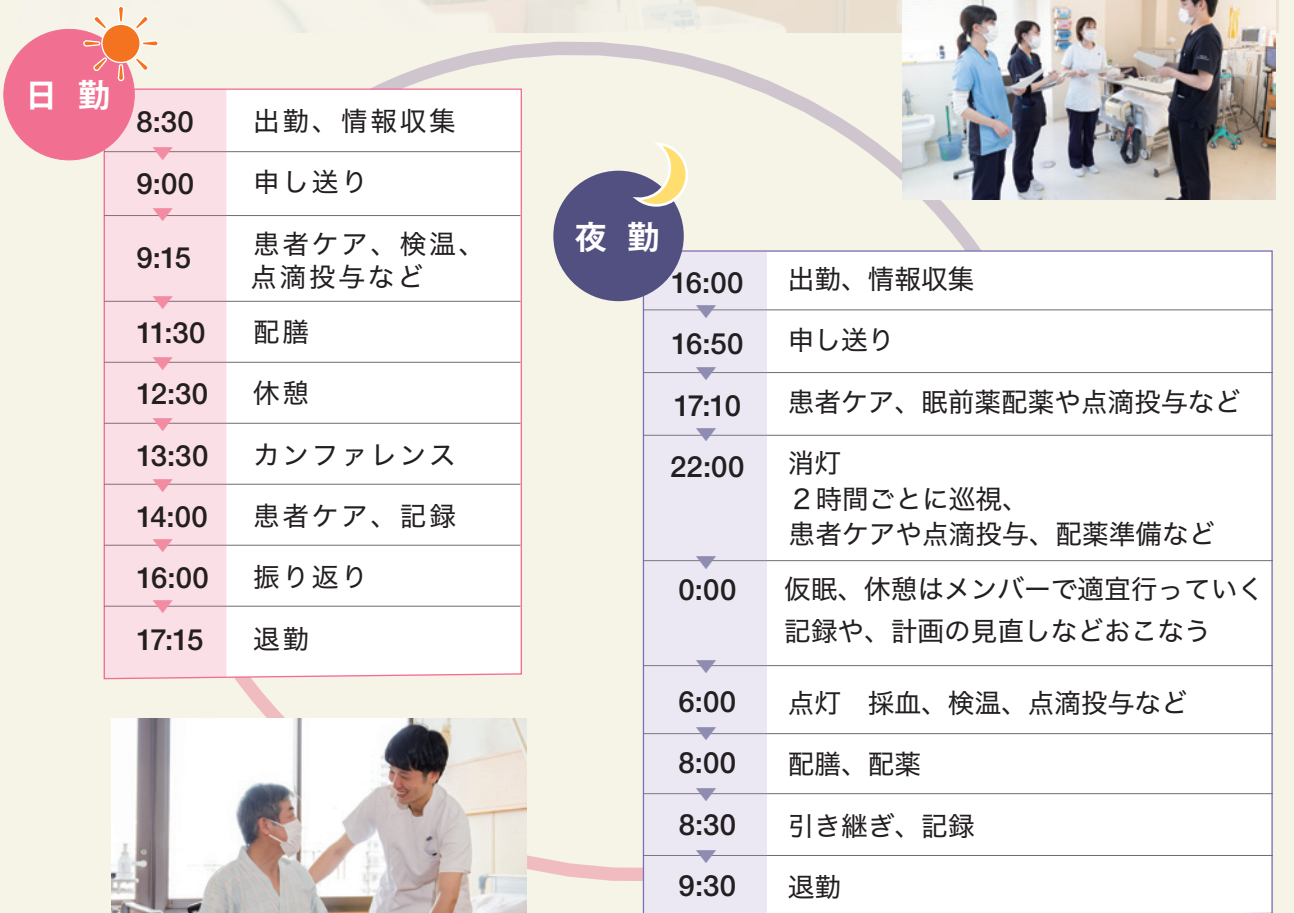 日勤
8:30 出勤、情報収集
9:00 申し送り
9:15 患者ケア、検温、
点滴投与など
11:30 配膳
12:30 休憩
13:30 カンファレンス
14:00 患者ケア、記録
16:00 振り返り
17:15 退勤
夜勤
16:00 出勤、情報収集
16:50 申し送り
17:10 患者ケア、眠前薬配薬や点滴投与など
22:00 消灯
２時間ごとに巡視、
患者ケアや点滴投与、配薬準備など
0:00 仮眠、休憩はメンバーで適宜行っていく
記録や、計画の見直しなどおこなう
6:00 点灯　採血、検温、点滴投与など
8:00 配膳、配薬
8:30 引き継ぎ、記録
9:30 退勤